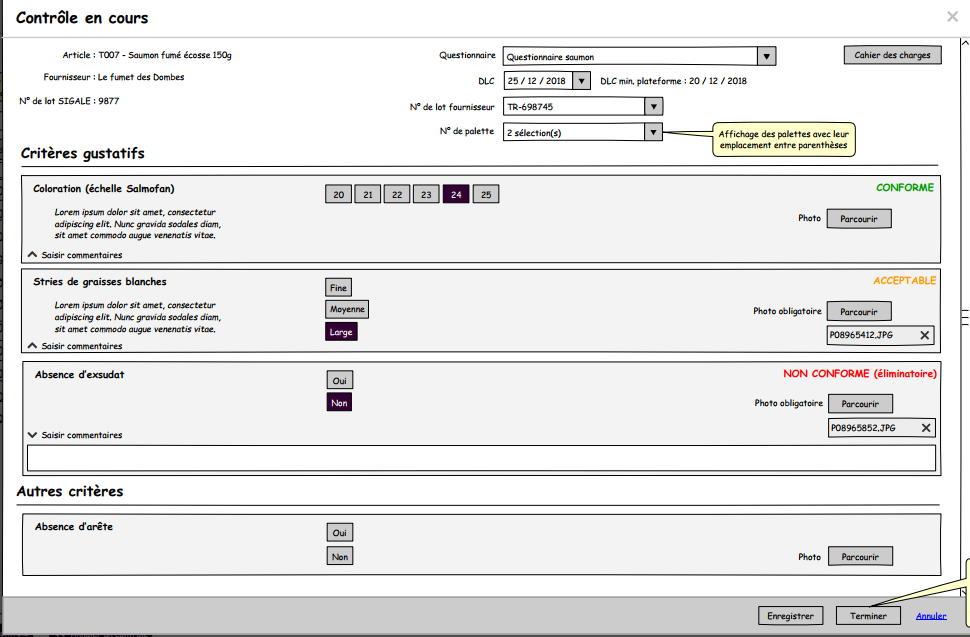 Contrôle en cours
Article : T007 - Saumon fumé écosse 150g
Questionnaire
Questionnaire saumon
Cahier des charges
Fournisseur : Le fumet des Dombes
DLC
25 / 12 / 2018
DLC min. plateforme : 20 / 12 / 2018
N° de lot SIGALE : 9877
N° de lot fournisseur
TR-698745
N° de palette
2 sélection(s)
Affichage des palettes avec leur
emplacement entre parenthèses
Critères gustatifs
Coloration (échelle Salmofan)
20
21
22
23
24
25
CONFORME
Lorem ipsum dolor sit amet, consectetur
adipiscing elit. Nunc gravida sodales diam,
sit amet commodo augue venenatis vitae.
Photo
Parcourir
Saisir commentaires
Stries de graisses blanches
Fine
Moyenne
Large
ACCEPTABLE
Lorem ipsum dolor sit amet, consectetur
adipiscing elit. Nunc gravida sodales diam,
sit amet commodo augue venenatis vitae.
Photo obligatoire
Parcourir
P08965412.JPG
Saisir commentaires
Absence d'exsudat
Oui
Non
NON CONFORME (éliminatoire)
Photo obligatoire
Parcourir
P08965852.JPG
Saisir commentaires
Autres critères
Absence d'arête
Oui
Non
Photo
Parcourir
Enregistrer
Terminer
Annuler